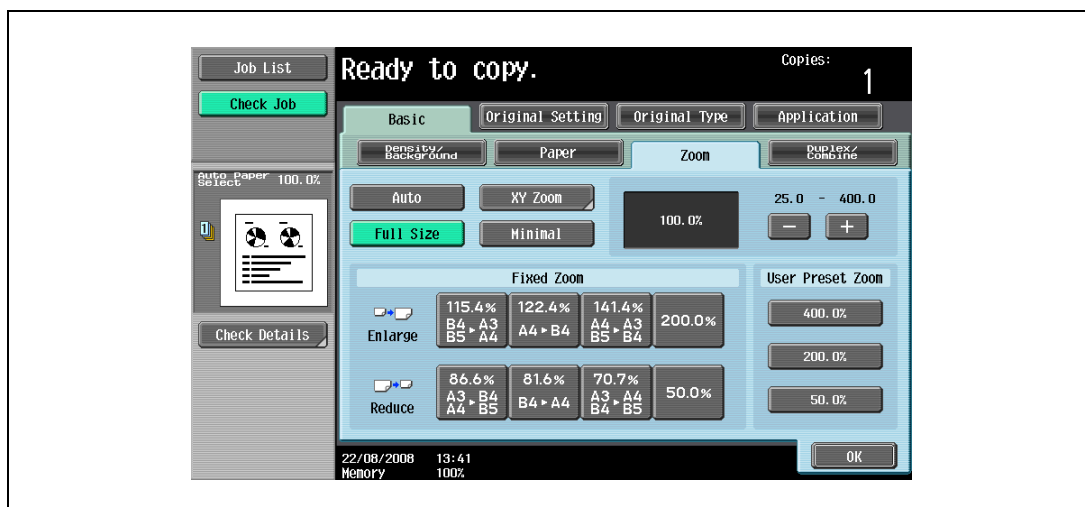 Job List
Check Job
Ready to copy.
Copies:
1
Basic
Original Setting
Original Type
Application
Density/
Background
Paper
Zoom
Duplex/
Combine
Auto Paper
Select
100.0%
1
Check Details
Auto
XY Zoom
Full Size
Minimal
100.0%
25.0 - 400.0
− +
Fixed Zoom
Enlarge
115.4%
B4▸A3
B5▸A4
122.4%
A4▸B4
141.4%
A4▸A3
B5▸B4
200.0%
Reduce
86.6%
A3▸B4
A4▸B5
81.6%
B4▸A4
70.7%
A3▸A4
B4▸B5
50.0%
User Preset Zoom
400.0%
200.0%
50.0%
22/08/2008 13:41
Memory 100%
OK